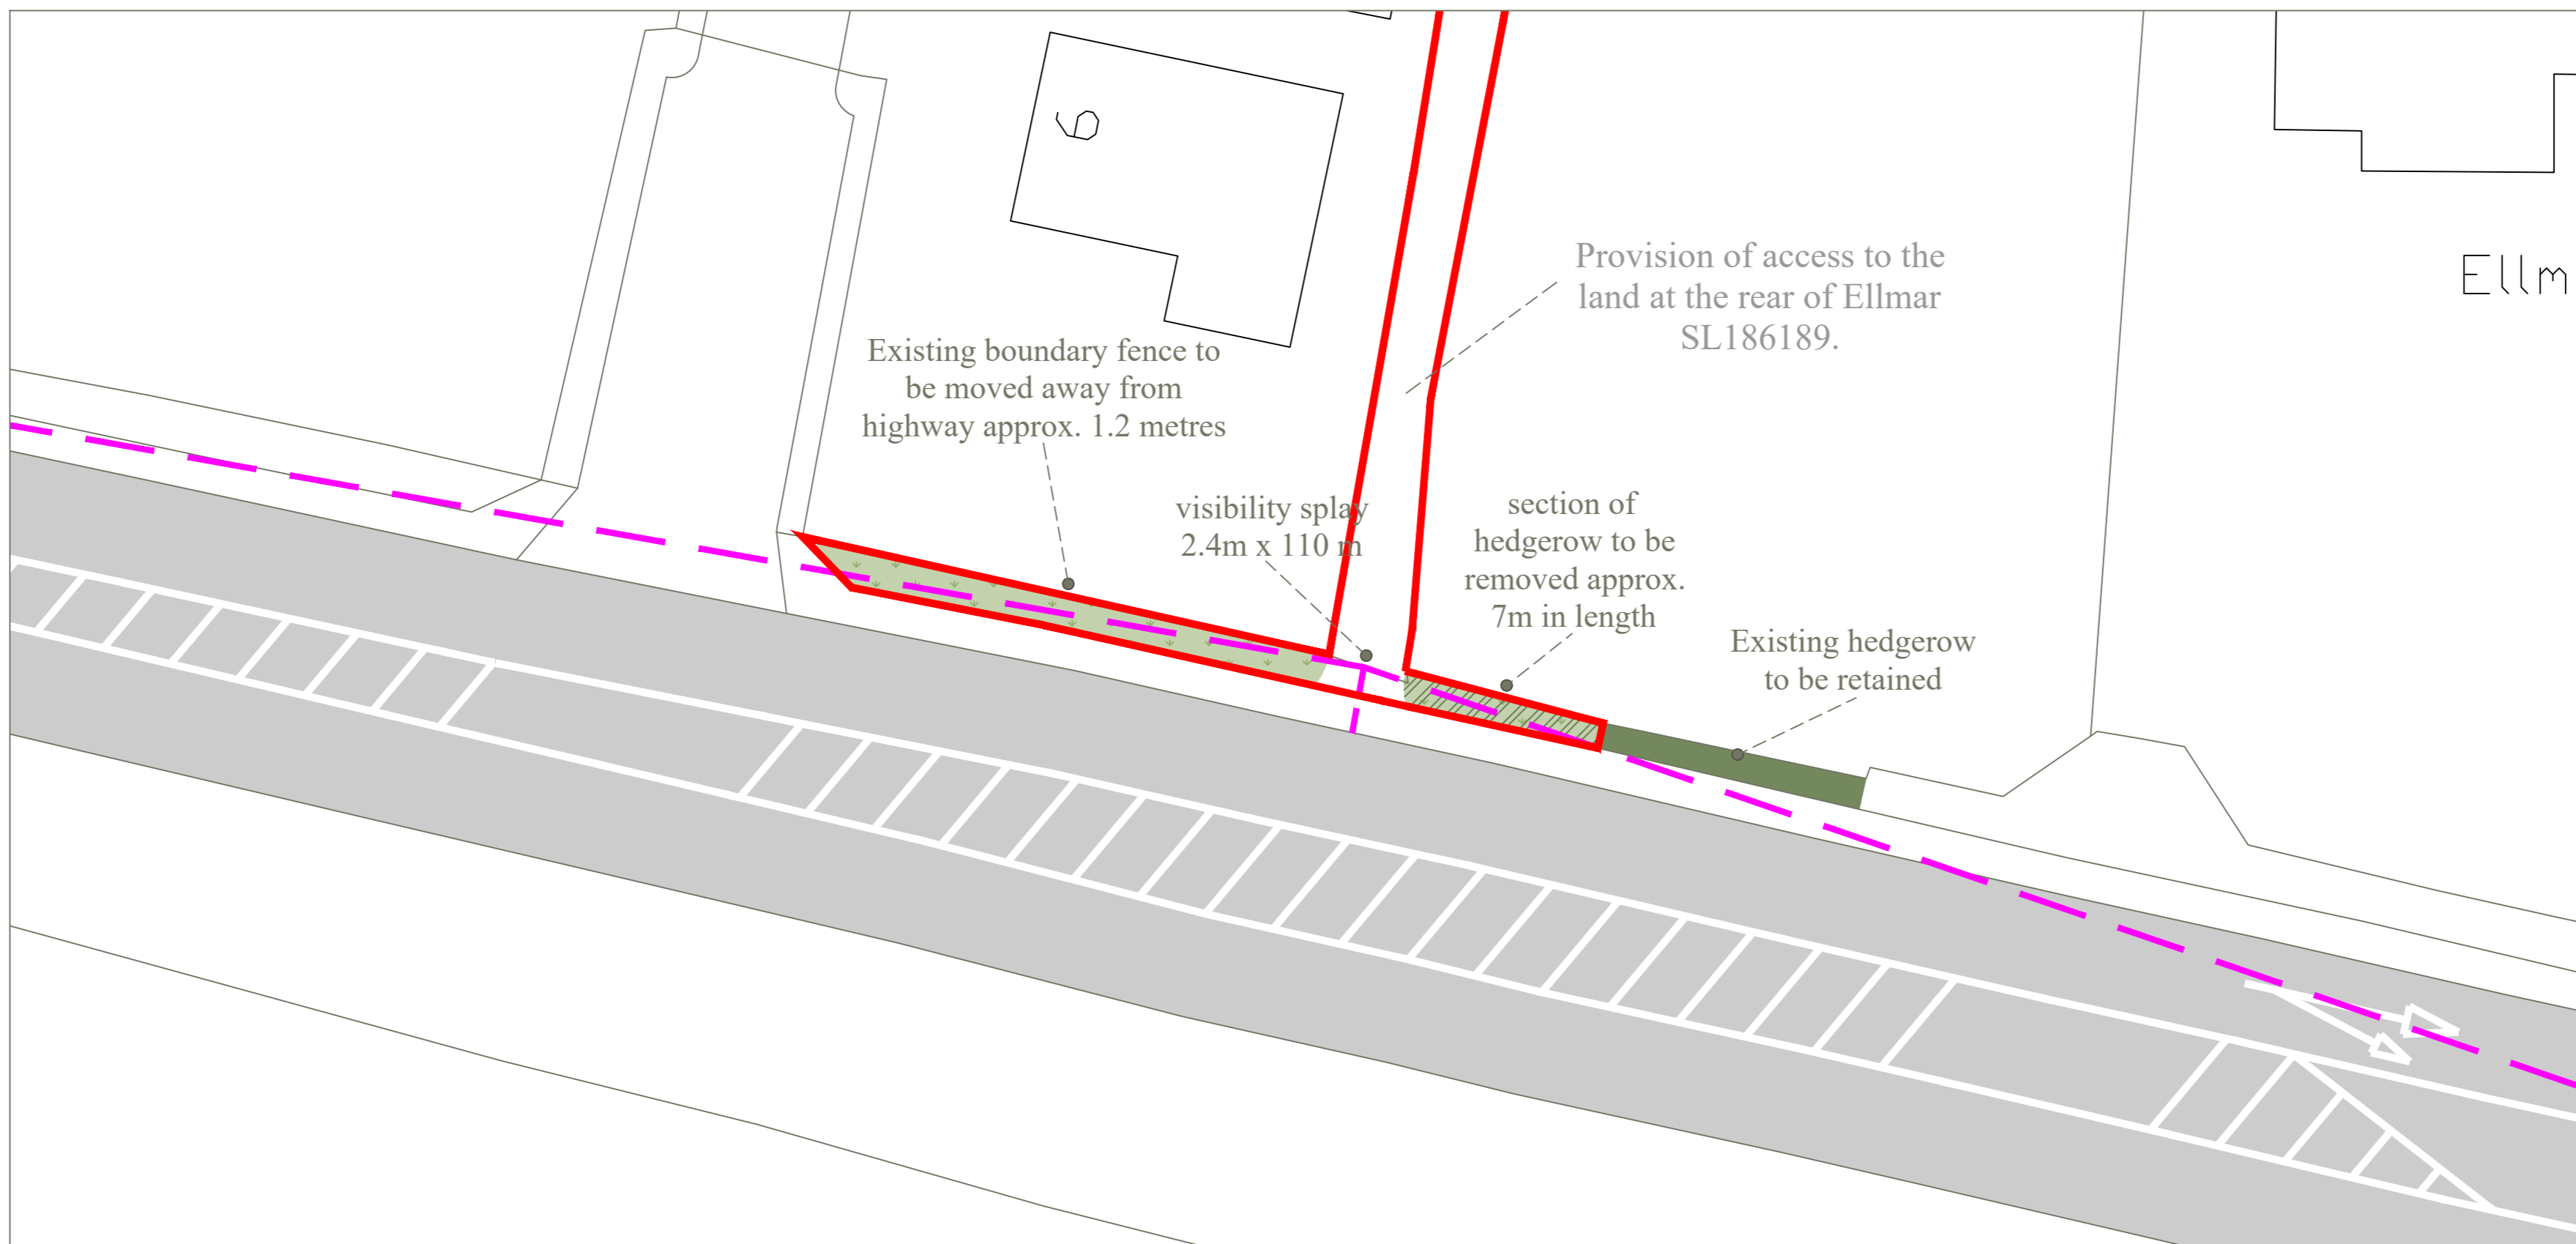 6
Provision of access to the
land at the rear of Ellmar
SL186189.
Ellm
Existing boundary fence to
be moved away from
highway approx. 1.2 metres
visibility splay
2.4m x 110 m
section of
hedgerow to be
removed approx.
7m in length
Existing hedgerow
to be retained